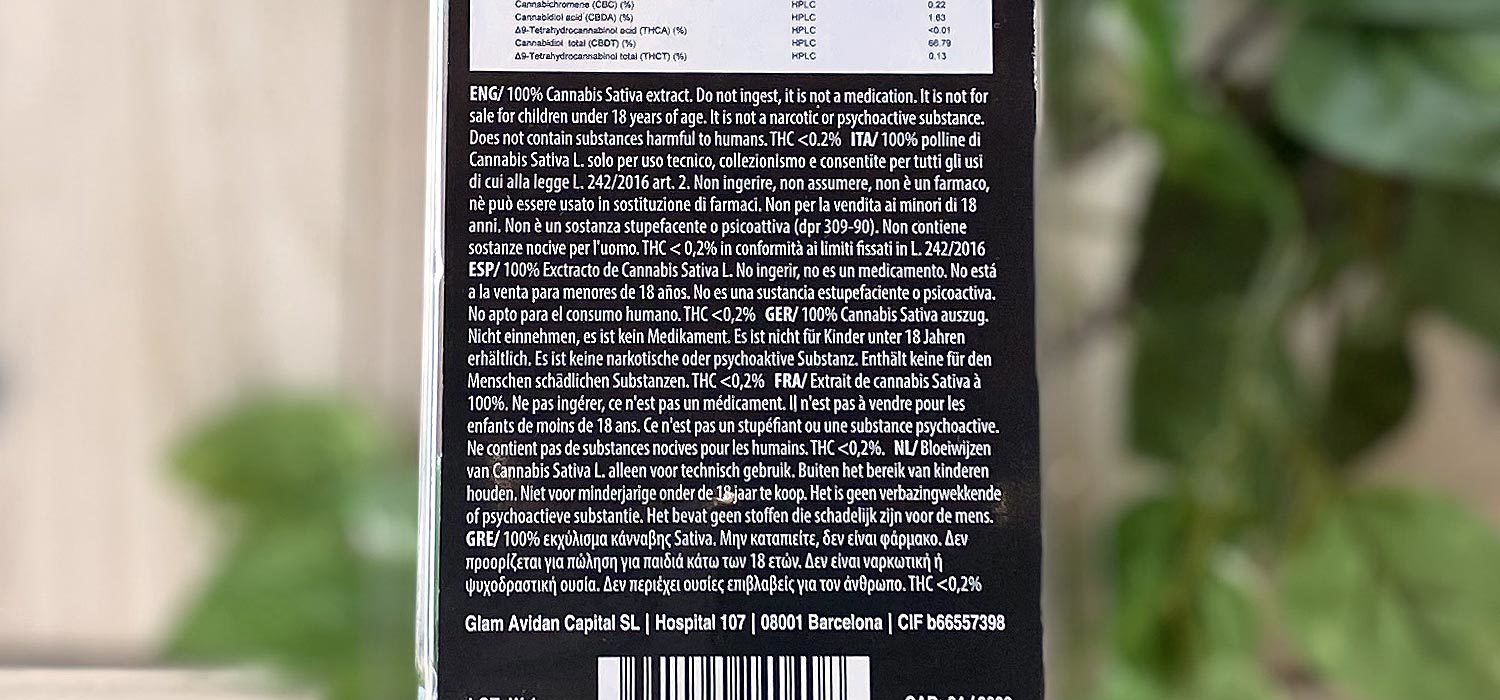 Cannabichromene (CBC) (%) HPLC 0.22
Cannabidiol acid (CBDA) (%) HPLC 1.63
Δ9-Tetrahydrocannabinol acid (THCA) (%) HPLC <0.01
Cannabidiol total (CBDT) (%) HPLC 66.79
Δ9-Tetrahydrocannabinol total (THCT) (%) HPLC 0.13
ENG/ 100% Cannabis Sativa extract. Do not ingest, it is not a medication. It is not for
sale for children under 18 years of age. It is not a narcotic or psychoactive substance.
Does not contain substances harmful to humans. THC <0.2% ITA/ 100% polline di
Cannabis Sativa L. solo per uso tecnico, collezionismo e consentite per tutti gli usi
di cui alla legge L. 242/2016 art. 2. Non ingerire, non assumere, non è un farmaco,
nè può essere usato in sostituzione di farmaci. Non per la vendita ai minori di 18
anni. Non è un sostanza stupefacente o psicoattiva (dpr 309-90). Non contiene
sostanze nocive per l'uomo. THC < 0,2% in conformità ai limiti fissati in L. 242/2016
ESP/ 100% Exctracto de Cannabis Sativa L. No ingerir, no es un medicamento. No está
a la venta para menores de 18 años. No es una sustancia estupefaciente o psicoactiva.
No apto para el consumo humano. THC <0,2% GER/ 100% Cannabis Sativa auszug.
Nicht einnehmen, es ist kein Medikament. Es ist nicht für Kinder unter 18 Jahren
erhältlich. Es ist keine narkotische oder psychoaktive Substanz. Enthält keine für den
Menschen schädlichen Substanzen. THC <0,2% FRA/ Extrait de cannabis Sativa à
100%. Ne pas ingérer, ce n'est pas un médicament. Il n'est pas à vendre pour les
enfants de moins de 18 ans. Ce n'est pas un stupéfiant ou une substance psychoactive.
Ne contient pas de substances nocives pour les humains. THC <0,2%. NL/ Bloeiwijzen
van Cannabis Sativa L. alleen voor technisch gebruik. Buiten het bereik van kinderen
houden. Niet voor minderjarige onder de 18 jaar te koop. Het is geen verbazingwekkende
of psychoactieve substantie. Het bevat geen stoffen die schadelijk zijn voor de mens.
GRE/ 100% εκχύλισμα κάνναβης Sativa. Μην καταπιείτε, δεν είναι φάρμακο. Δεν
προορίζεται για πώληση για παιδιά κάτω των 18 ετών. Δεν είναι ναρκωτική ή
ψυχοδραστική ουσία. Δεν περιέχει ουσίες επιβλαβείς για τον άνθρωπο. THC <0,2%
Glam Avidan Capital SL | Hospital 107 | 08001 Barcelona | CIF b66557398